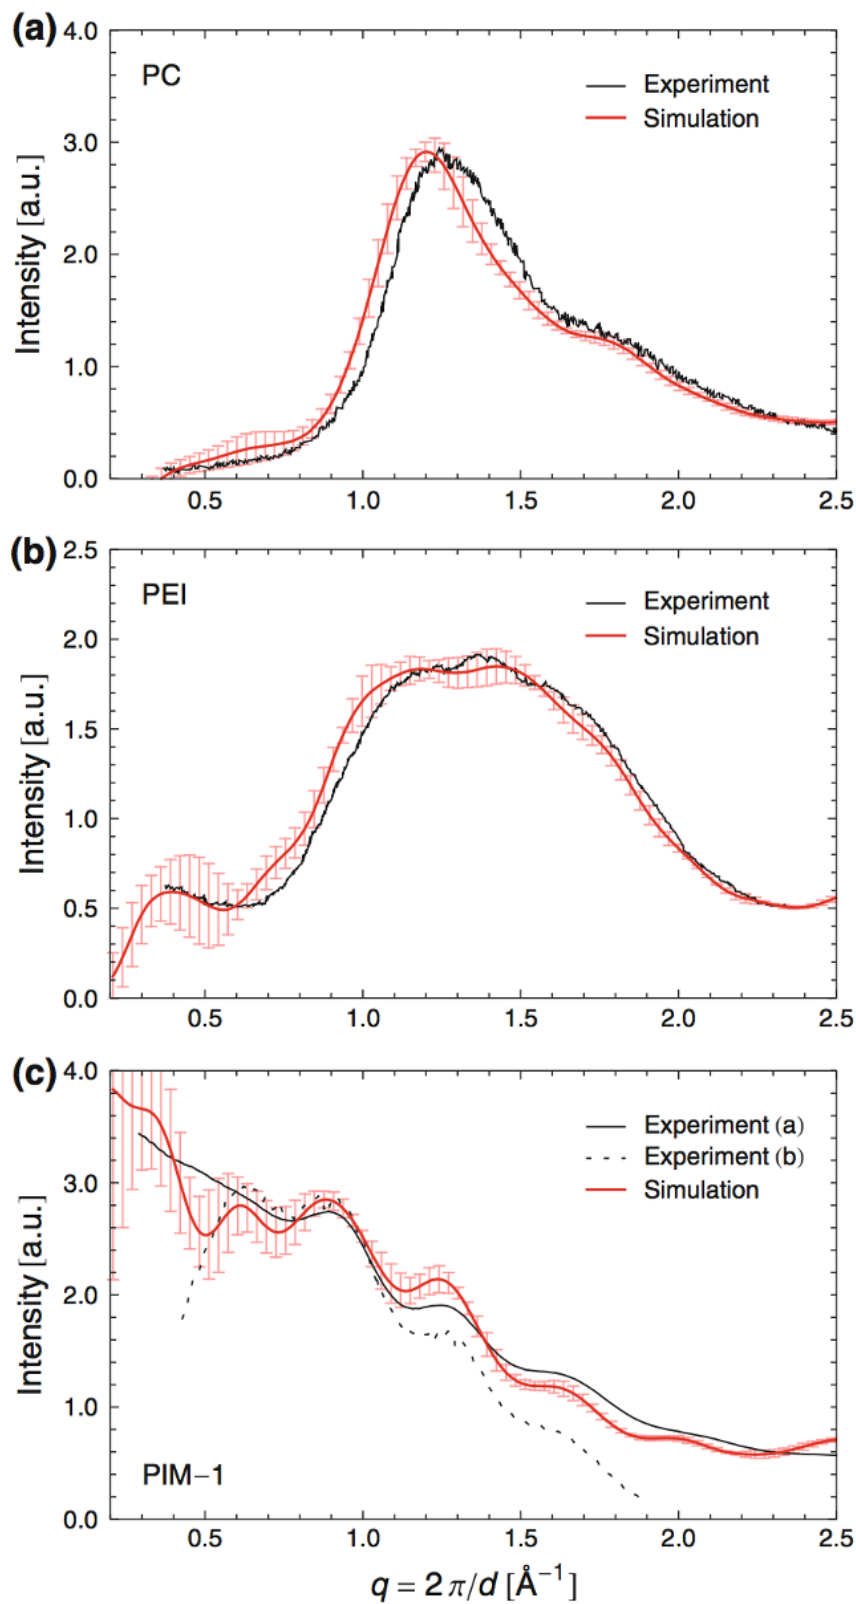 (a)
4.0
PC
Experiment
Simulation
3.0
Intensity [a.u.]
2.0
1.0
0.0
0.5 1.0 1.5 2.0 2.5
(b)
2.5
PEI
Experiment
Simulation
2.0
1.5
Intensity [a.u.]
1.0
0.5
0.0
0.5 1.0 1.5 2.0 2.5
(c)
4.0
Experiment (a)
Experiment (b)
Simulation
3.0
Intensity [a.u.]
2.0
1.0
PIM−1
0.0
0.5 1.0 1.5 2.0 2.5
q = 2 π/d [Å⁻¹]